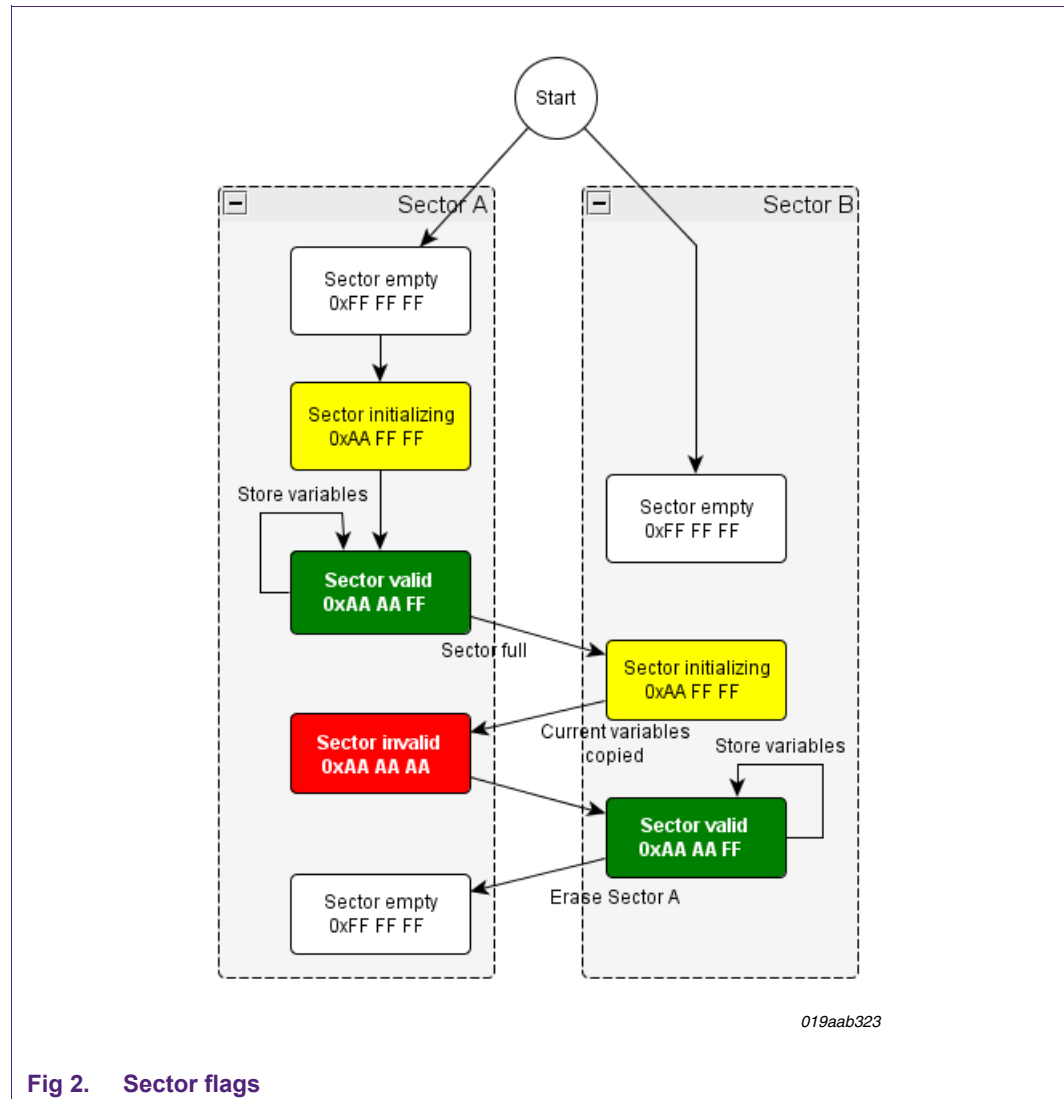 Start
Sector A
Sector B
Sector empty
0xFF FF FF
Sector initializing
0xAA FF FF
Store variables
Sector empty
0xFF FF FF
Sector valid
0xAA AA FF
Sector full
Sector initializing
0xAA FF FF
Current variables
copied
Sector invalid
0xAA AA AA
Store variables
Sector valid
0xAA AA FF
Erase Sector A
Sector empty
0xFF FF FF
019aab323
Fig 2. Sector flags